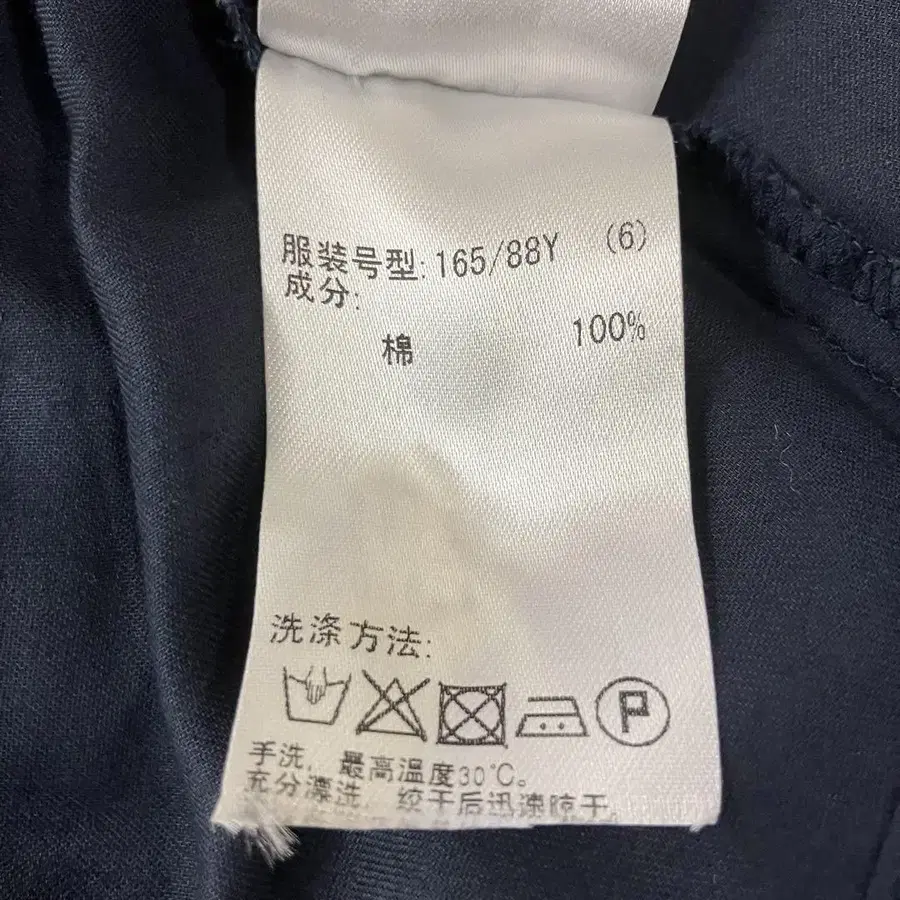 服装号型: 165/88Y (6)
成分:
棉 100%
洗涤方法:
P
手洗, 最高温度30℃。
充分漂洗, 绞干后迅速晾干。